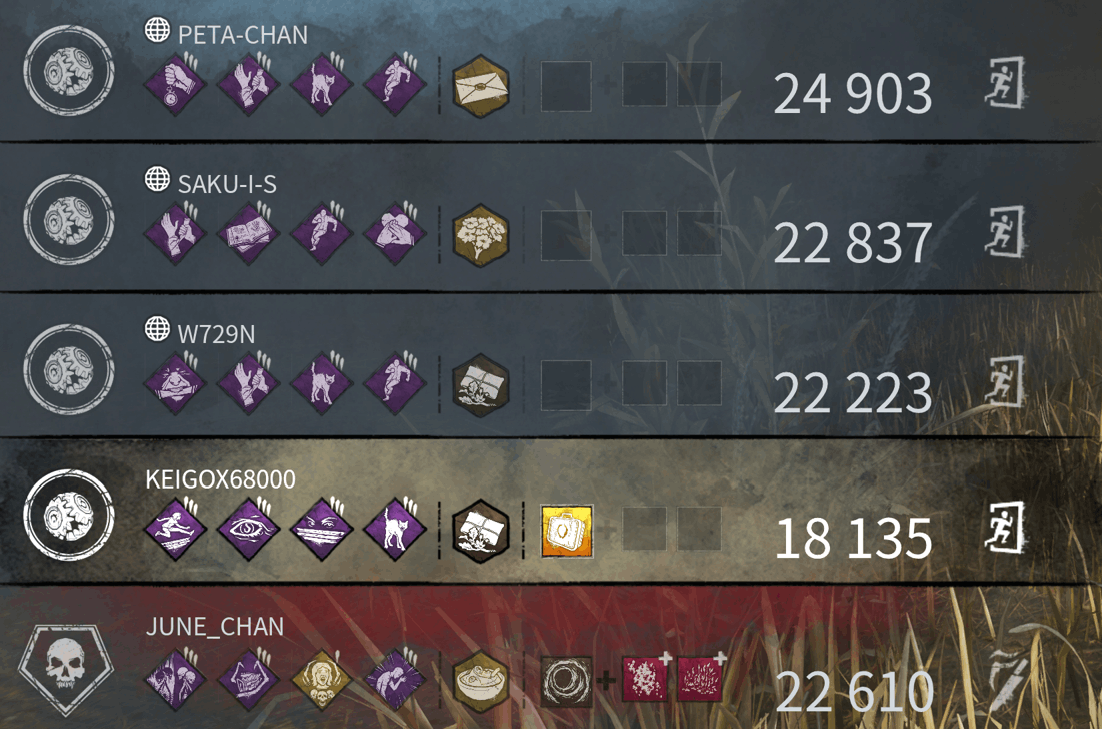 PETA-CHAN
24 903
SAKU-I-S
22 837
W729N
22 223
KEIGOX68000
18 135
JUNE_CHAN
22 610